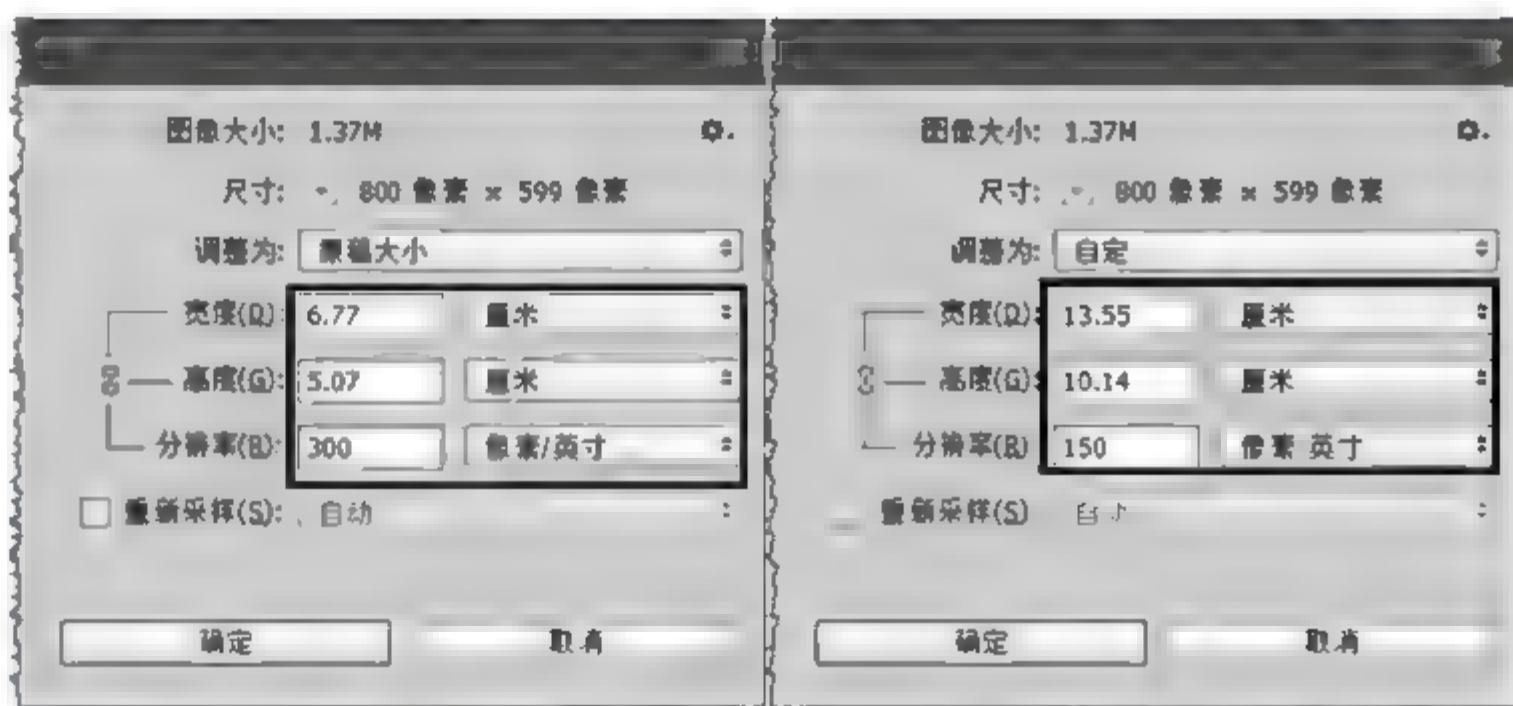 图像大小: 1.37M
尺寸: 800 像素 × 599 像素
调整为: 原稿大小
宽度(D): 6.77 厘米
高度(G): 5.07 厘米
分辨率(R): 300 像素/英寸
重新采样(S): 自动
确定 取消
图像大小: 1.37M
尺寸: 800 像素 × 599 像素
调整为: 自定
宽度(D): 13.55 厘米
高度(G): 10.14 厘米
分辨率(R) 150 像素 英寸
重新采样(S)
确定 取消